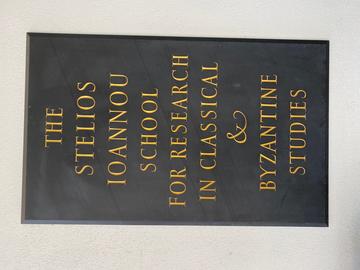 THE
STELIOS
IOANNOU
SCHOOL
FOR RESEARCH
IN CLASSICAL
&
BYZANTINE
STUDIES